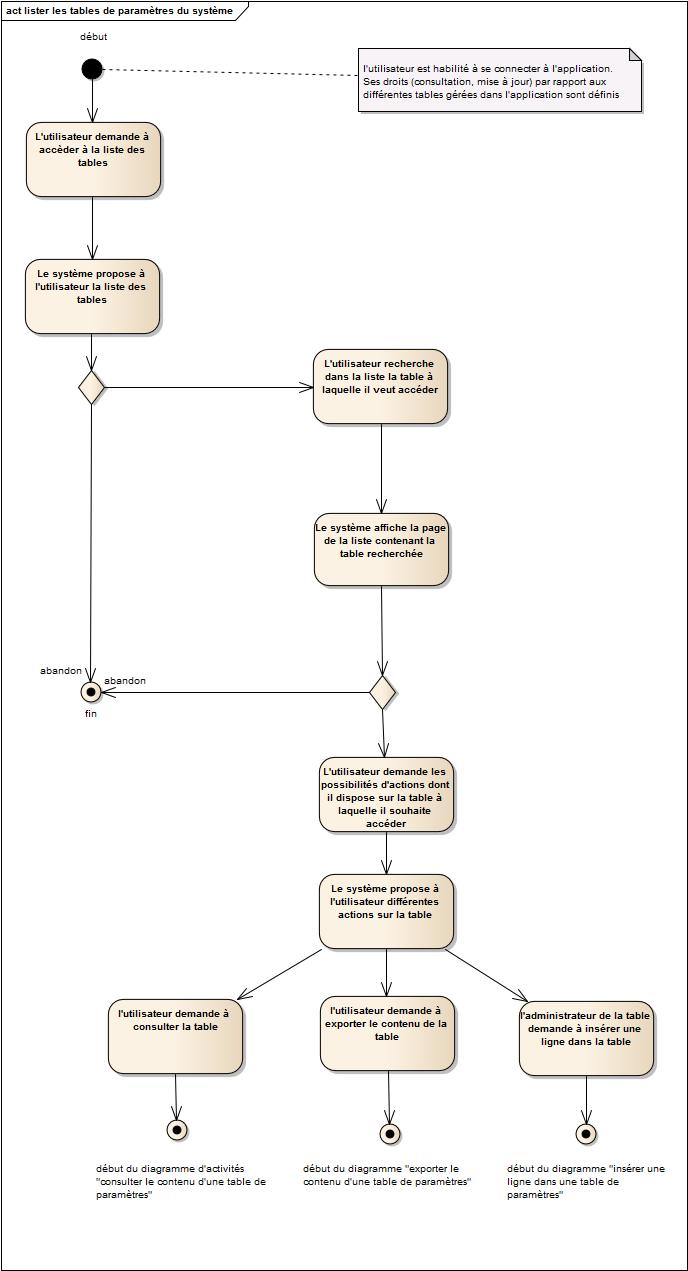 act lister les tables de paramètres du système
début
l'utilisateur est habilité à se connecter à l'application.
Ses droits (consultation, mise à jour) par rapport aux
différentes tables gérées dans l'application sont définis
L'utilisateur demande à
accèder à la liste des
tables
Le système propose à
l'utilisateur la liste des
tables
L'utilisateur recherche
dans la liste la table à
laquelle il veut accéder
Le système affiche la page
de la liste contenant la
table recherchée
abandon
abandon
fin
L'utilisateur demande les
possibilités d'actions dont
il dispose sur la table à
laquelle il souhaite
accéder
Le système propose à
l'utilisateur différentes
actions sur la table
l'utilisateur demande à
consulter la table
l'utilisateur demande à
exporter le contenu de la
table
l'administrateur de la table
demande à insérer une
ligne dans la table
début du diagramme d'activités
"consulter le contenu d'une table de
paramètres"
début du diagramme "exporter le
contenu d'une table de paramètres"
début du diagramme "insérer une
ligne dans une table de
paramètres"